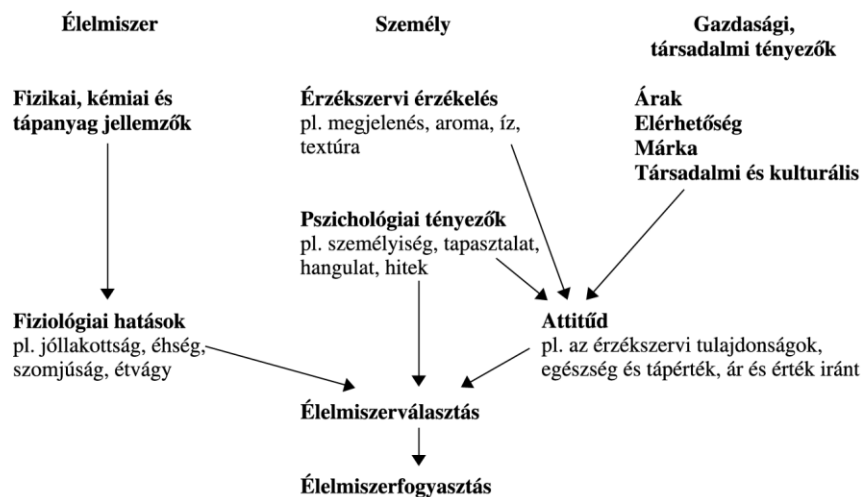 Élelmiszer
Személy
Gazdasági,
társadalmi tényezők
Fizikai, kémiai és
tápanyag jellemzők
Érzékszervi érzékelés
pl. megjelenés, aroma, íz,
textúra
Árak
Elérhetőség
Márka
Társadalmi és kulturális
Pszichológiai tényezők
pl. személyiség, tapasztalat,
hangulat, hitek
Fiziológiai hatások
pl. jóllakottság, éhség,
szomjúság, étvágy
Attitűd
pl. az érzékszervi tulajdonságok,
egészség és tápérték, ár és érték iránt
Élelmiszerválasztás
Élelmiszerfogyasztás